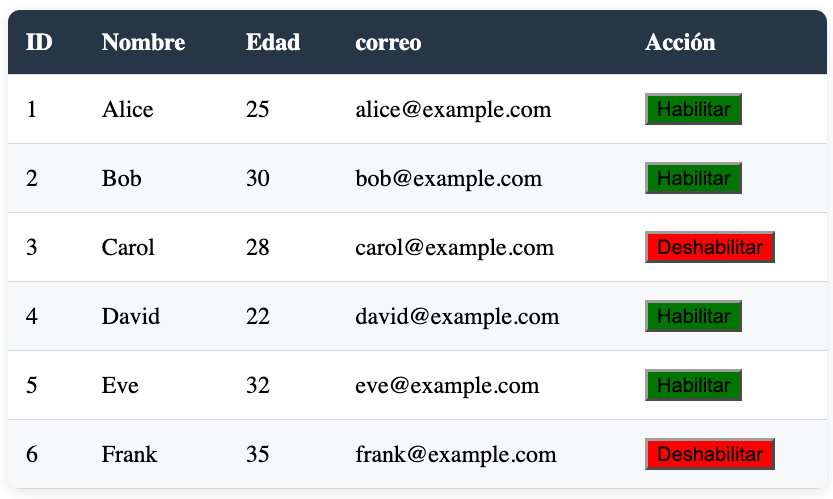 ID Nombre Edad correo Acción
1 Alice 25 alice@example.com Habilitar
2 Bob 30 bob@example.com Habilitar
3 Carol 28 carol@example.com Deshabilitar
4 David 22 david@example.com Habilitar
5 Eve 32 eve@example.com Habilitar
6 Frank 35 frank@example.com Deshabilitar